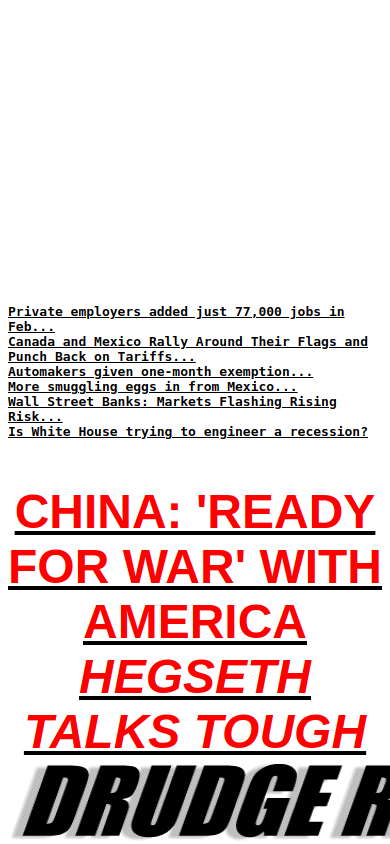 Private employers added just 77,000 jobs in
Feb...
Canada and Mexico Rally Around Their Flags and
Punch Back on Tariffs...
Automakers given one-month exemption...
More smuggling eggs in from Mexico...
Wall Street Banks: Markets Flashing Rising
Risk...
Is White House trying to engineer a recession?
CHINA: 'READY
FOR WAR' WITH
AMERICA
HEGSETH
TALKS TOUGH
DRUDGE R